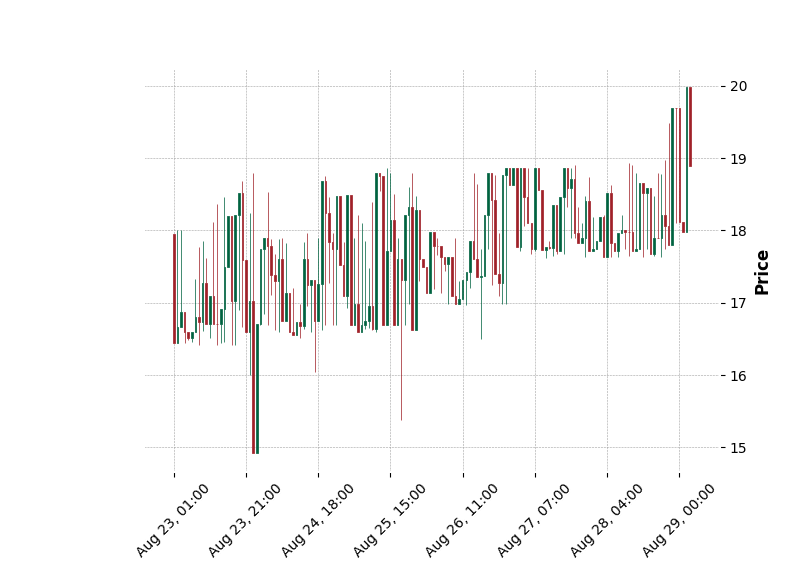 20
19
18
17
16
15
Price
Aug 23, 01:00
Aug 23, 21:00
Aug 24, 18:00
Aug 25, 15:00
Aug 26, 11:00
Aug 27, 07:00
Aug 28, 04:00
Aug 29, 00:00